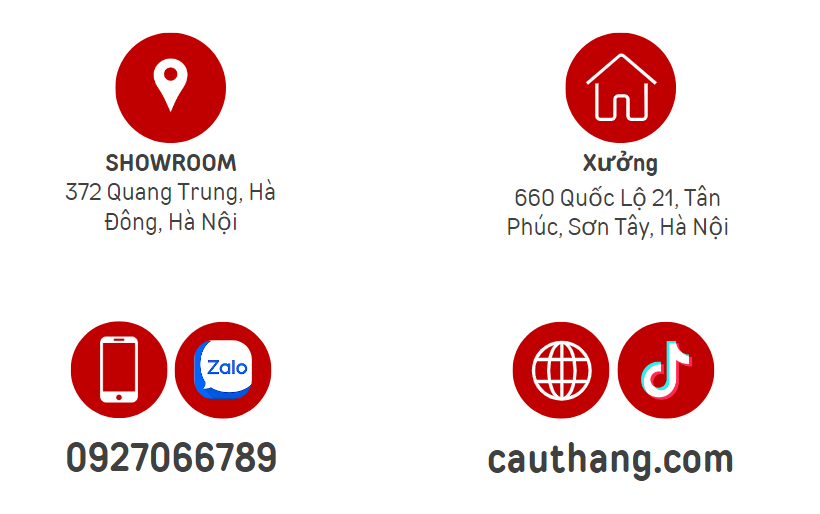 SHOWROOM
372 Quang Trung, Hà
Đông, Hà Nội
Xưởng
660 Quốc Lộ 21, Tân
Phúc, Sơn Tây, Hà Nội
Zalo
0927066789
cauthang.com